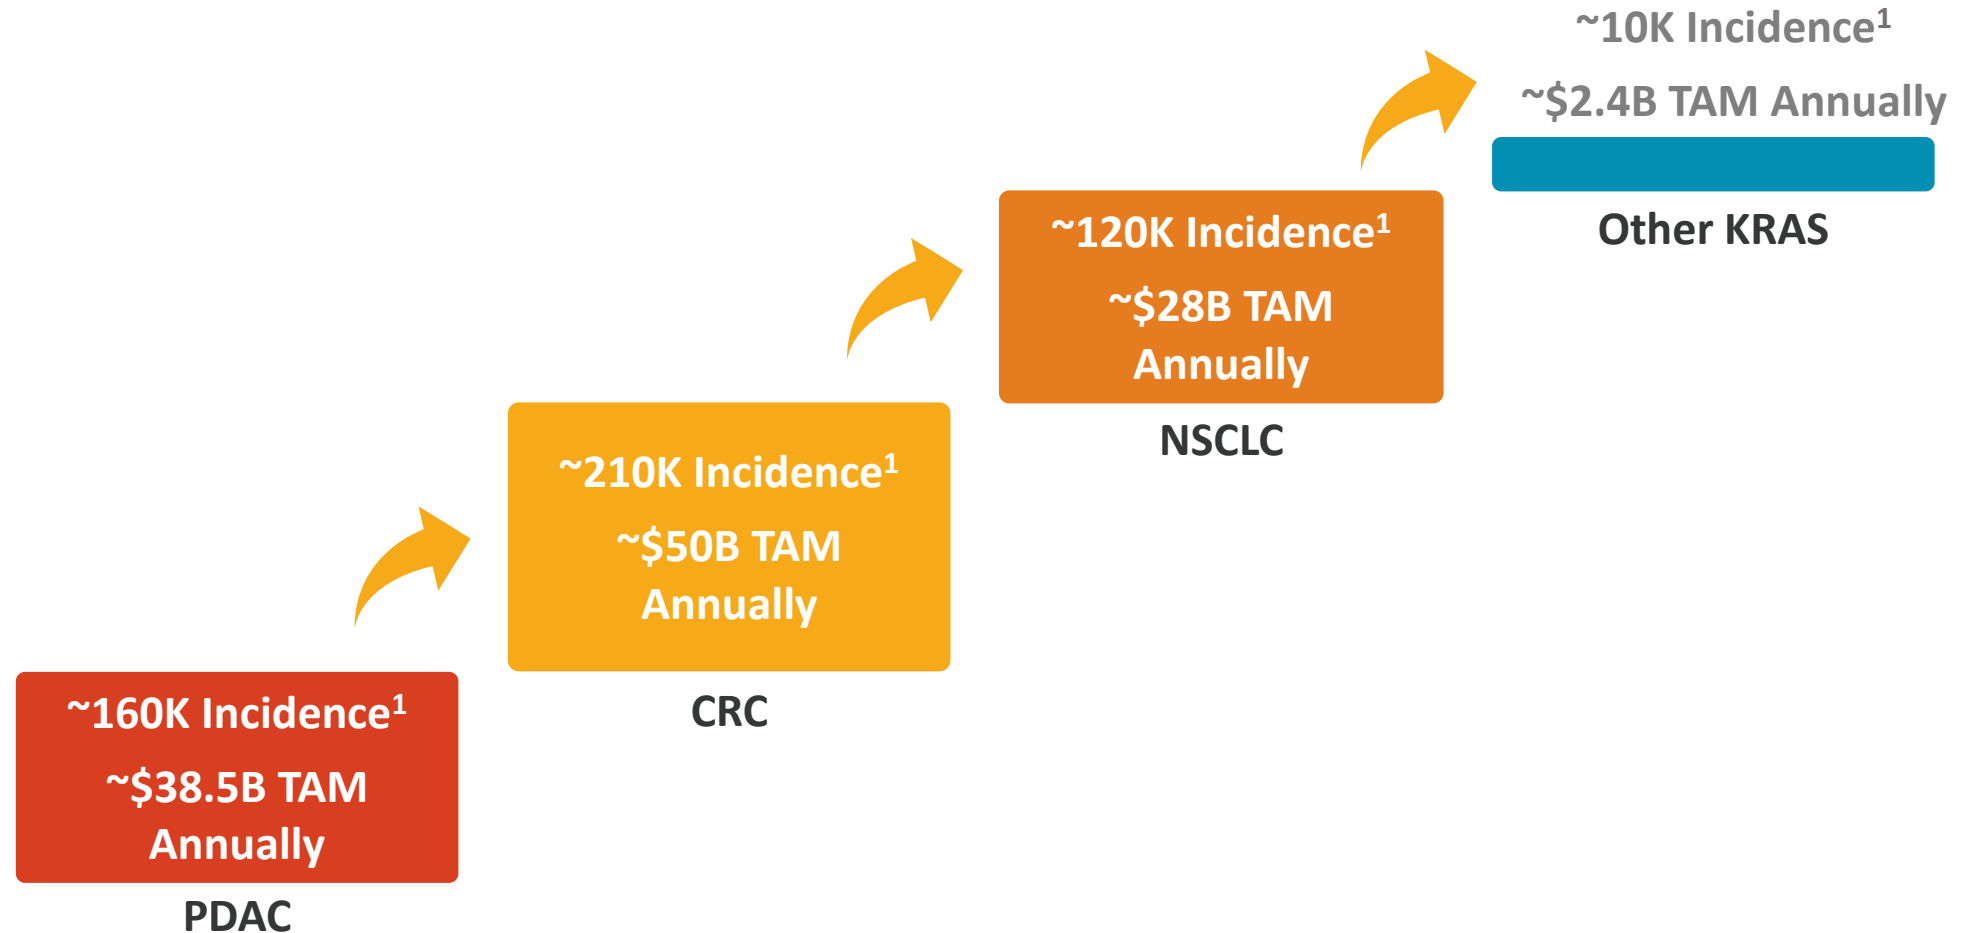 ~160K Incidence¹
~$38.5B TAM
Annually
PDAC
~210K Incidence¹
~$50B TAM
Annually
CRC
~120K Incidence¹
~$28B TAM
Annually
NSCLC
~10K Incidence¹
~$2.4B TAM Annually
Other KRAS